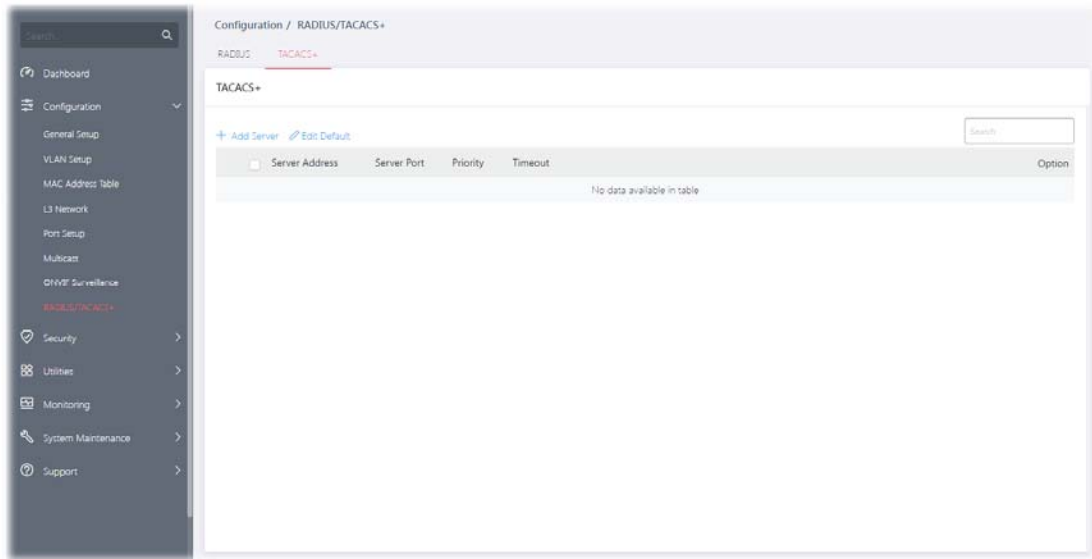 Search...
Dashboard
Configuration
General Setup
VLAN Setup
MAC Address Table
L3 Network
Port Setup
Multicast
ONVIF Surveillance
RADIUS/TACACS+
Security
Utilities
Monitoring
System Maintenance
Support
Configuration / RADIUS/TACACS+
RADIUS TACACS+
TACACS+
+ Add Server Edit Default
Search
Server Address Server Port Priority Timeout Option
No data available in table